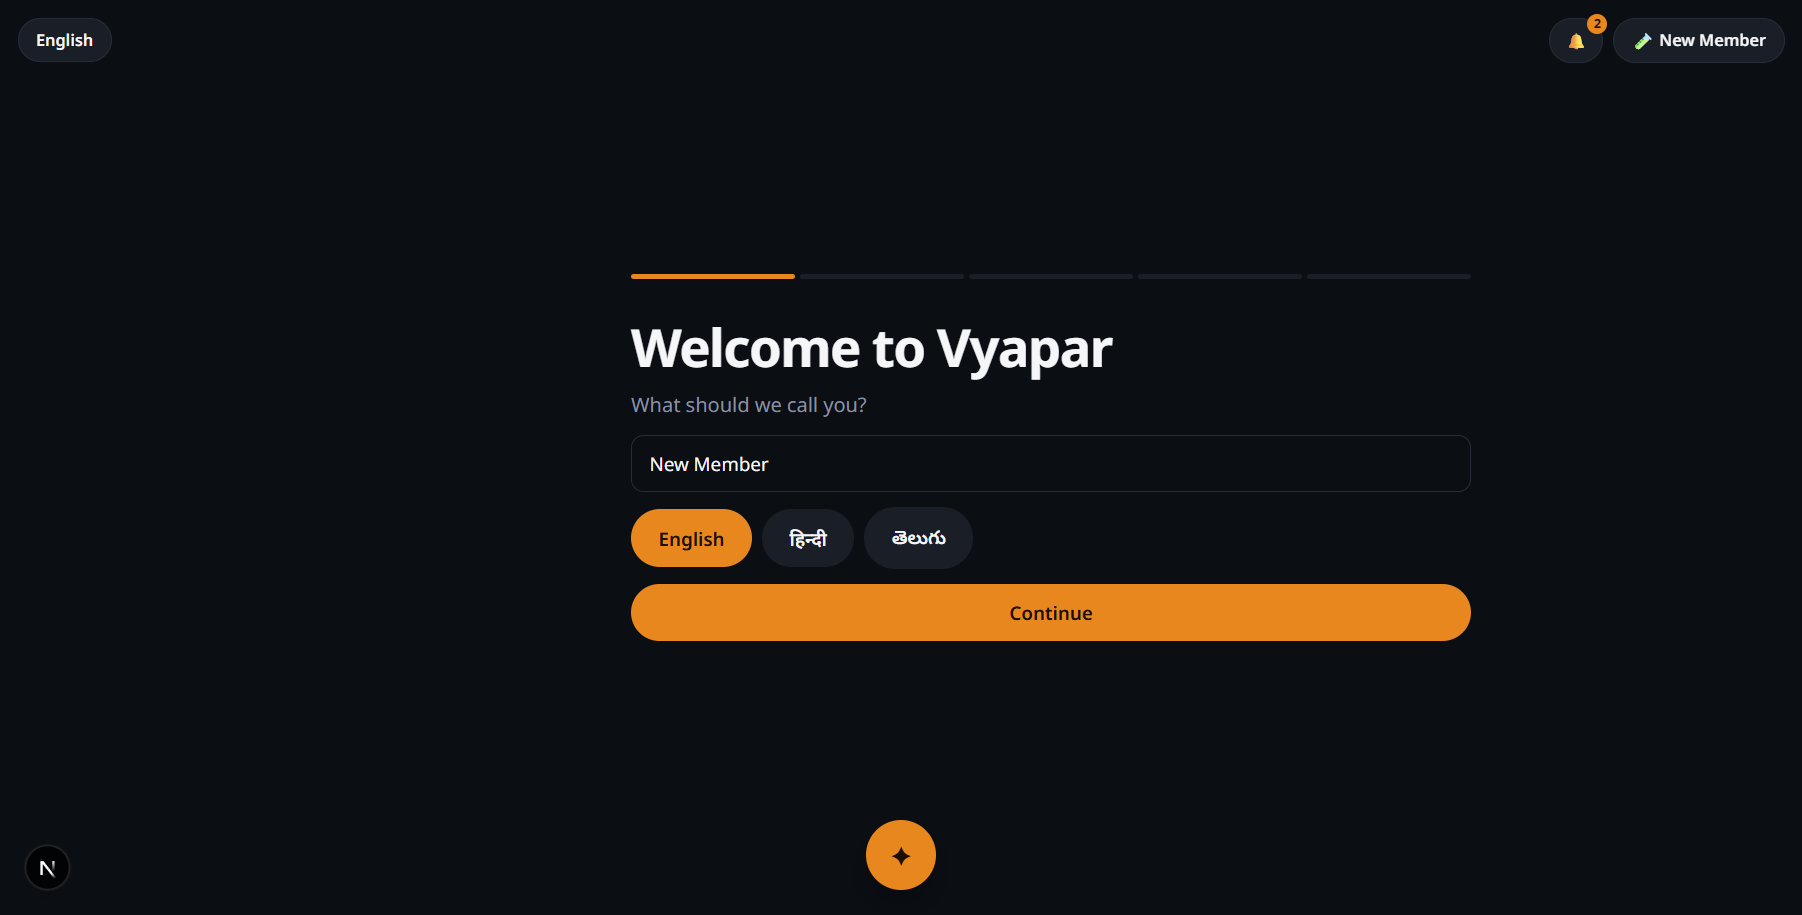 English
2
New Member
Welcome to Vyapar
What should we call you?
New Member
English
हिन्दी
తెలుగు
Continue
N